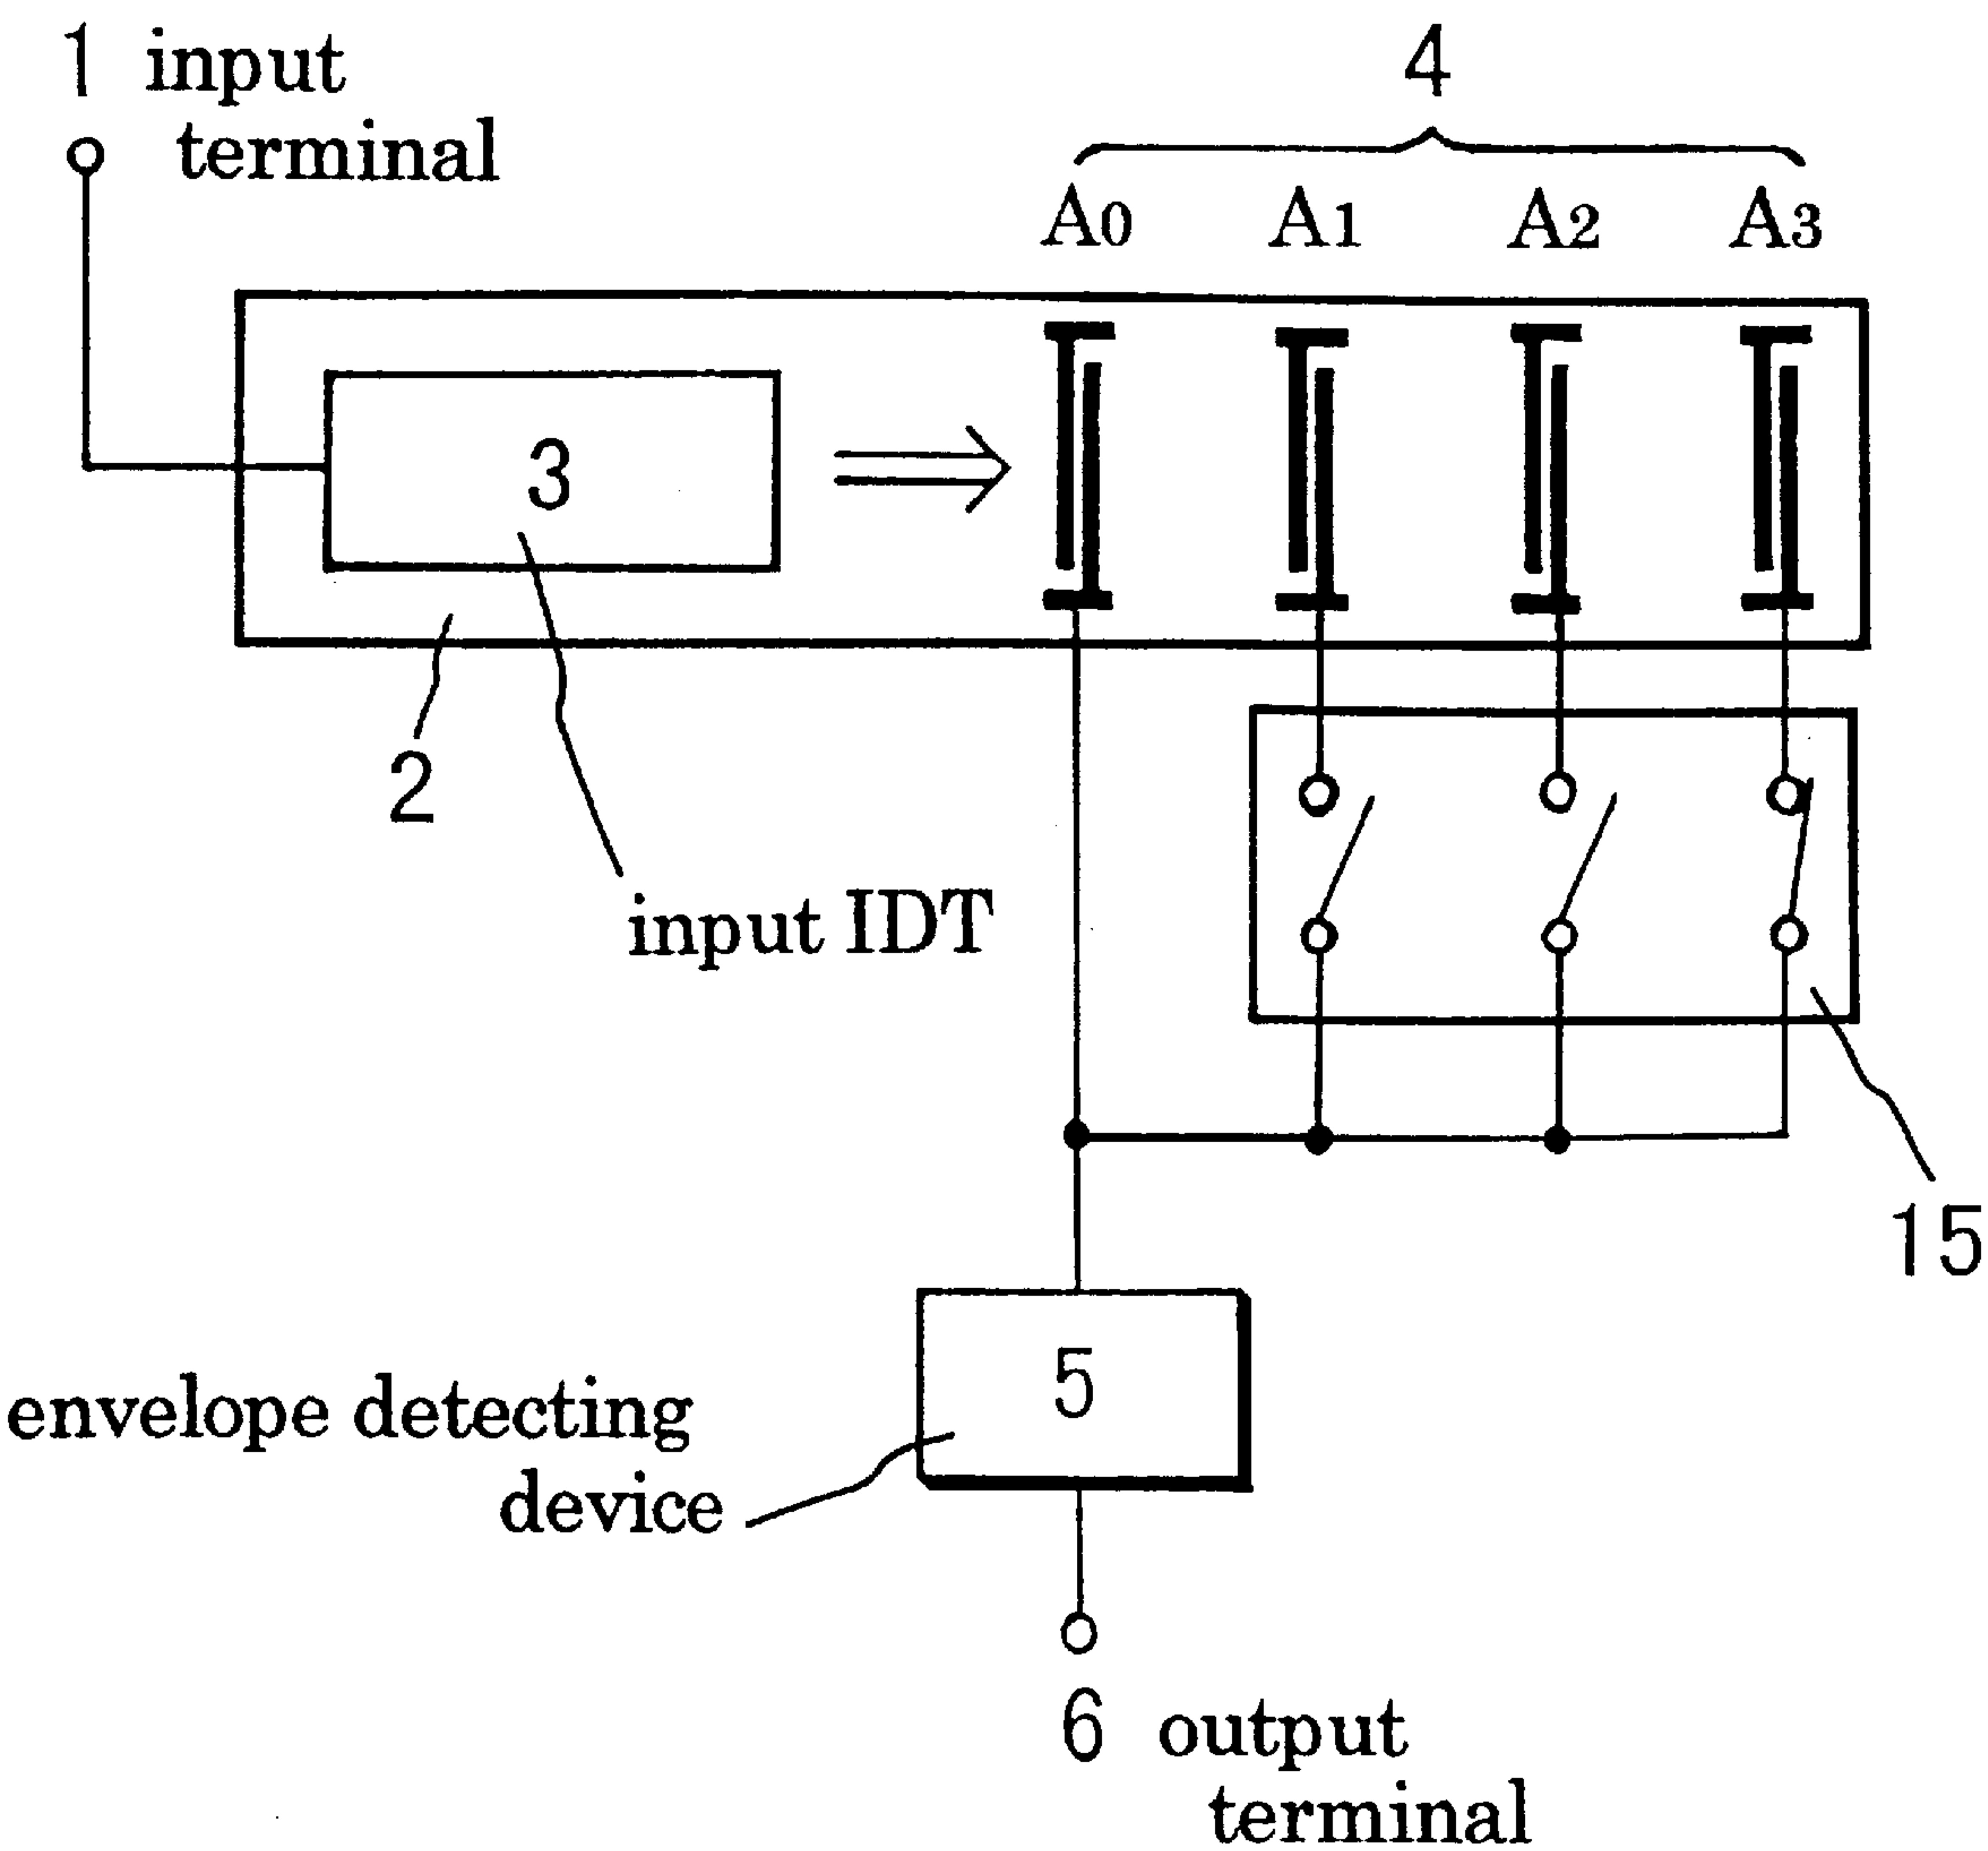 1 input
terminal
4
A0 A1 A2 A3
3
2
input IDT
15
5
envelope detecting
device
6 output
terminal